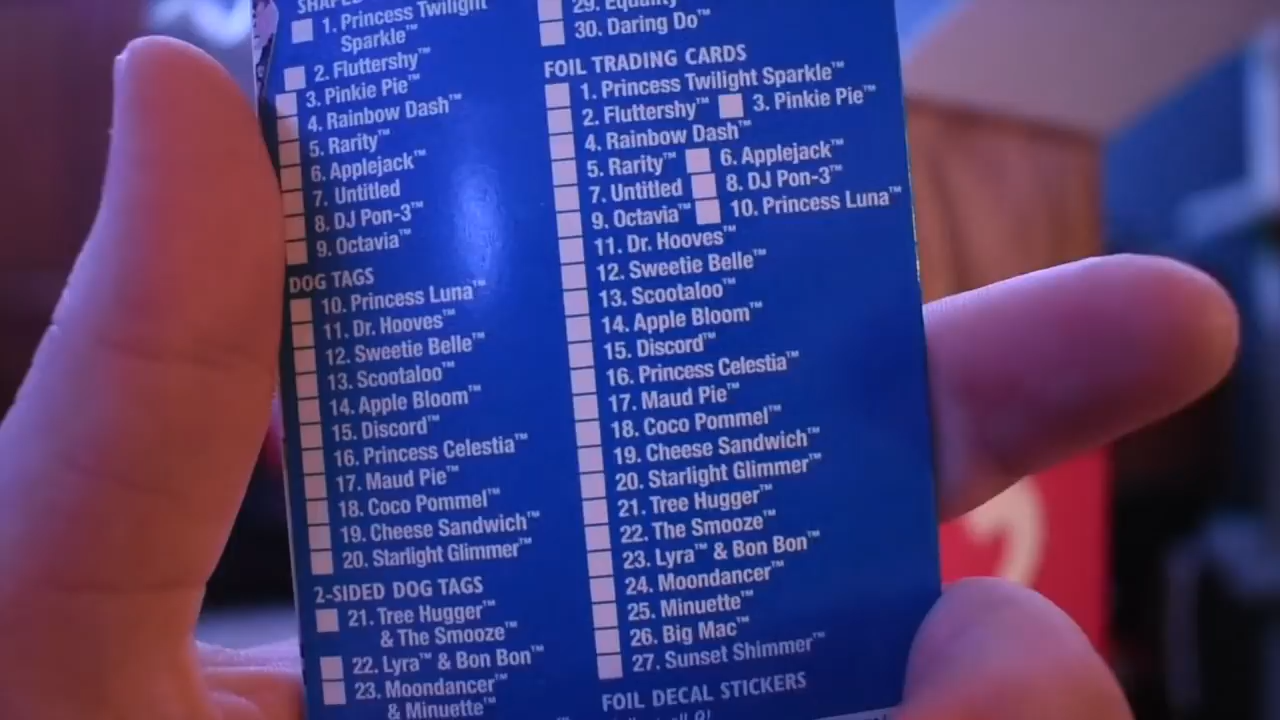 SHAPED
1. Princess Twilight
Sparkle™
2. Fluttershy™
3. Pinkie Pie™
4. Rainbow Dash™
5. Rarity™
6. Applejack™
7. Untitled
8. DJ Pon-3™
9. Octavia™
DOG TAGS
10. Princess Luna™
11. Dr. Hooves™
12. Sweetie Belle™
13. Scootaloo™
14. Apple Bloom™
15. Discord™
16. Princess Celestia™
17. Maud Pie™
18. Coco Pommel™
19. Cheese Sandwich™
20. Starlight Glimmer™
2-SIDED DOG TAGS
21. Tree Hugger™
& The Smooze™
22. Lyra™ & Bon Bon™
23. Moondancer™
& Minuette™
29. Equality
30. Daring Do™
FOIL TRADING CARDS
1. Princess Twilight Sparkle™
2. Fluttershy™ 3. Pinkie Pie™
4. Rainbow Dash™
5. Rarity™ 6. Applejack™
7. Untitled 8. DJ Pon-3™
9. Octavia™ 10. Princess Luna™
11. Dr. Hooves™
12. Sweetie Belle™
13. Scootaloo™
14. Apple Bloom™
15. Discord™
16. Princess Celestia™
17. Maud Pie™
18. Coco Pommel™
19. Cheese Sandwich™
20. Starlight Glimmer™
21. Tree Hugger™
22. The Smooze™
23. Lyra™ & Bon Bon™
24. Moondancer™
25. Minuette™
26. Big Mac™
27. Sunset Shimmer™
FOIL DECAL STICKERS